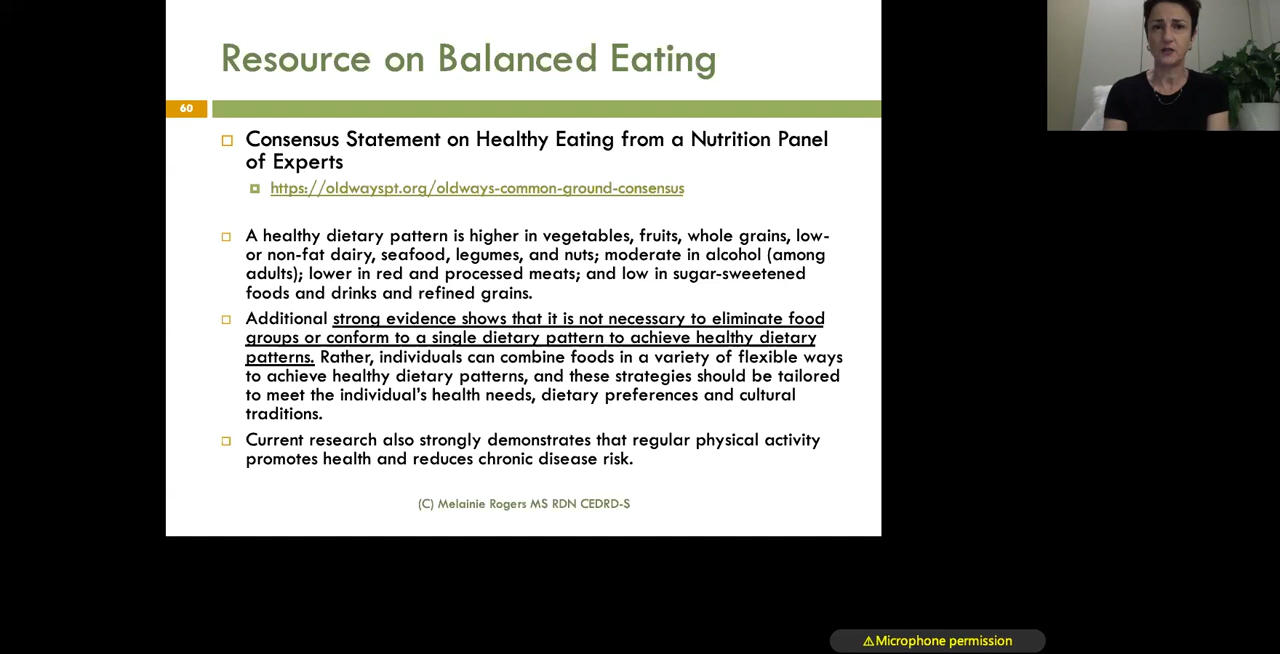 Resource on Balanced Eating
60
Consensus Statement on Healthy Eating from a Nutrition Panel
of Experts
https://oldwayspt.org/oldways-common-ground-consensus
A healthy dietary pattern is higher in vegetables, fruits, whole grains, low-
or non-fat dairy, seafood, legumes, and nuts; moderate in alcohol (among
adults); lower in red and processed meats; and low in sugar-sweetened
foods and drinks and refined grains.
Additional strong evidence shows that it is not necessary to eliminate food
groups or conform to a single dietary pattern to achieve healthy dietary
patterns. Rather, individuals can combine foods in a variety of flexible ways
to achieve healthy dietary patterns, and these strategies should be tailored
to meet the individual's health needs, dietary preferences and cultural
traditions.
Current research also strongly demonstrates that regular physical activity
promotes health and reduces chronic disease risk.
(C) Melainie Rogers MS RDN CEDRD-S
⚠Microphone permission